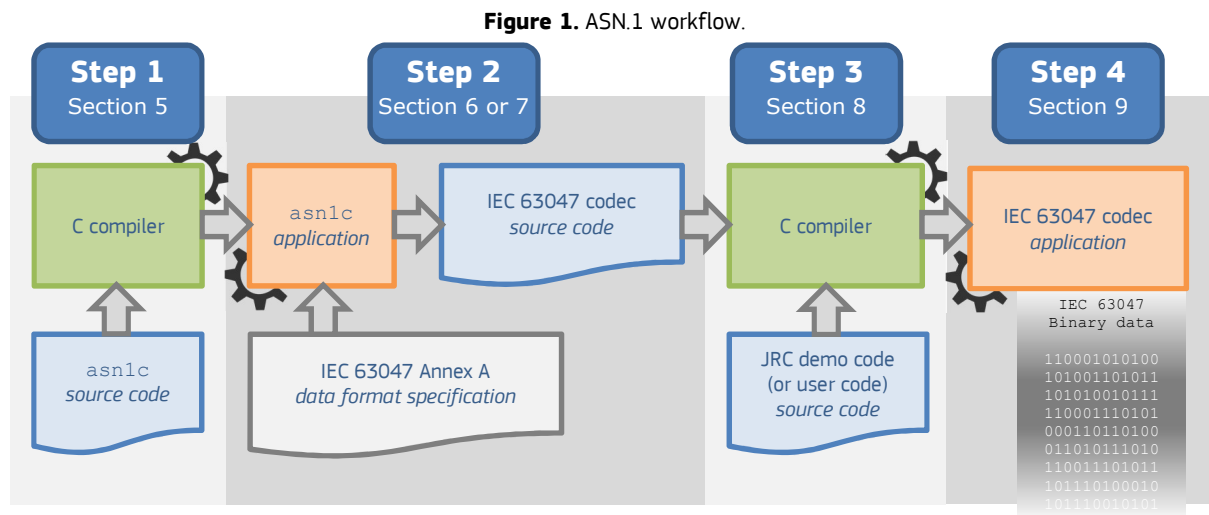 Figure 1. ASN.1 workflow.
Step 1
Section 5
Step 2
Section 6 or 7
Step 3
Section 8
Step 4
Section 9
C compiler
asn1c
application
IEC 63047 codec
source code
C compiler
IEC 63047 codec
application
asn1c
source code
IEC 63047 Annex A
data format specification
JRC demo code
(or user code)
source code
IEC 63047
Binary data
110001010100
101001101011
101010010111
110001110101
000110110100
011010111010
110011101011
101110100010
101110010101